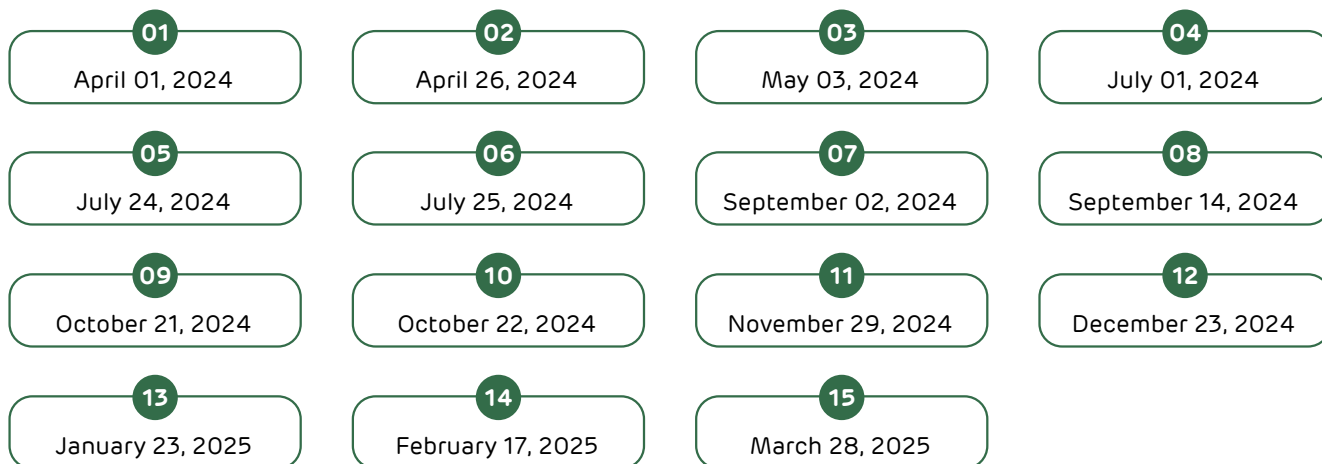 01
April 01, 2024
02
April 26, 2024
03
May 03, 2024
04
July 01, 2024
05
July 24, 2024
06
July 25, 2024
07
September 02, 2024
08
September 14, 2024
09
October 21, 2024
10
October 22, 2024
11
November 29, 2024
12
December 23, 2024
13
January 23, 2025
14
February 17, 2025
15
March 28, 2025